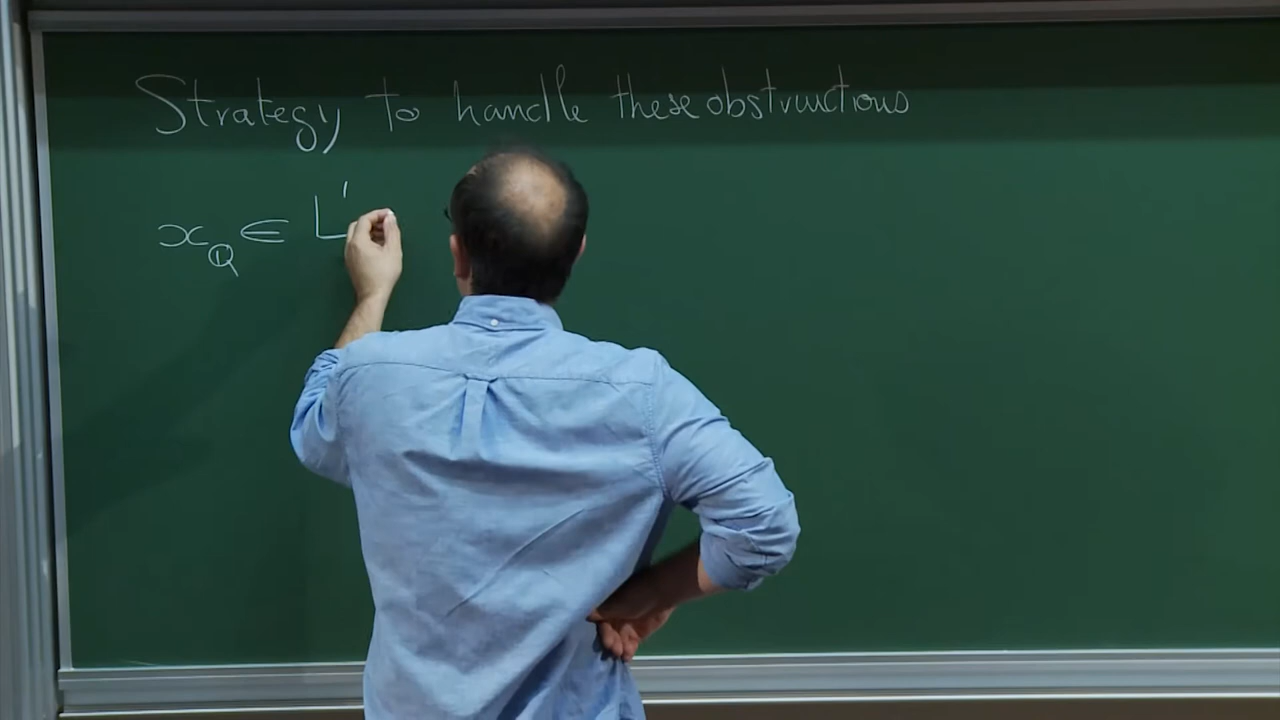 Strategy to handle these obstructions
x_Q ∈ L'